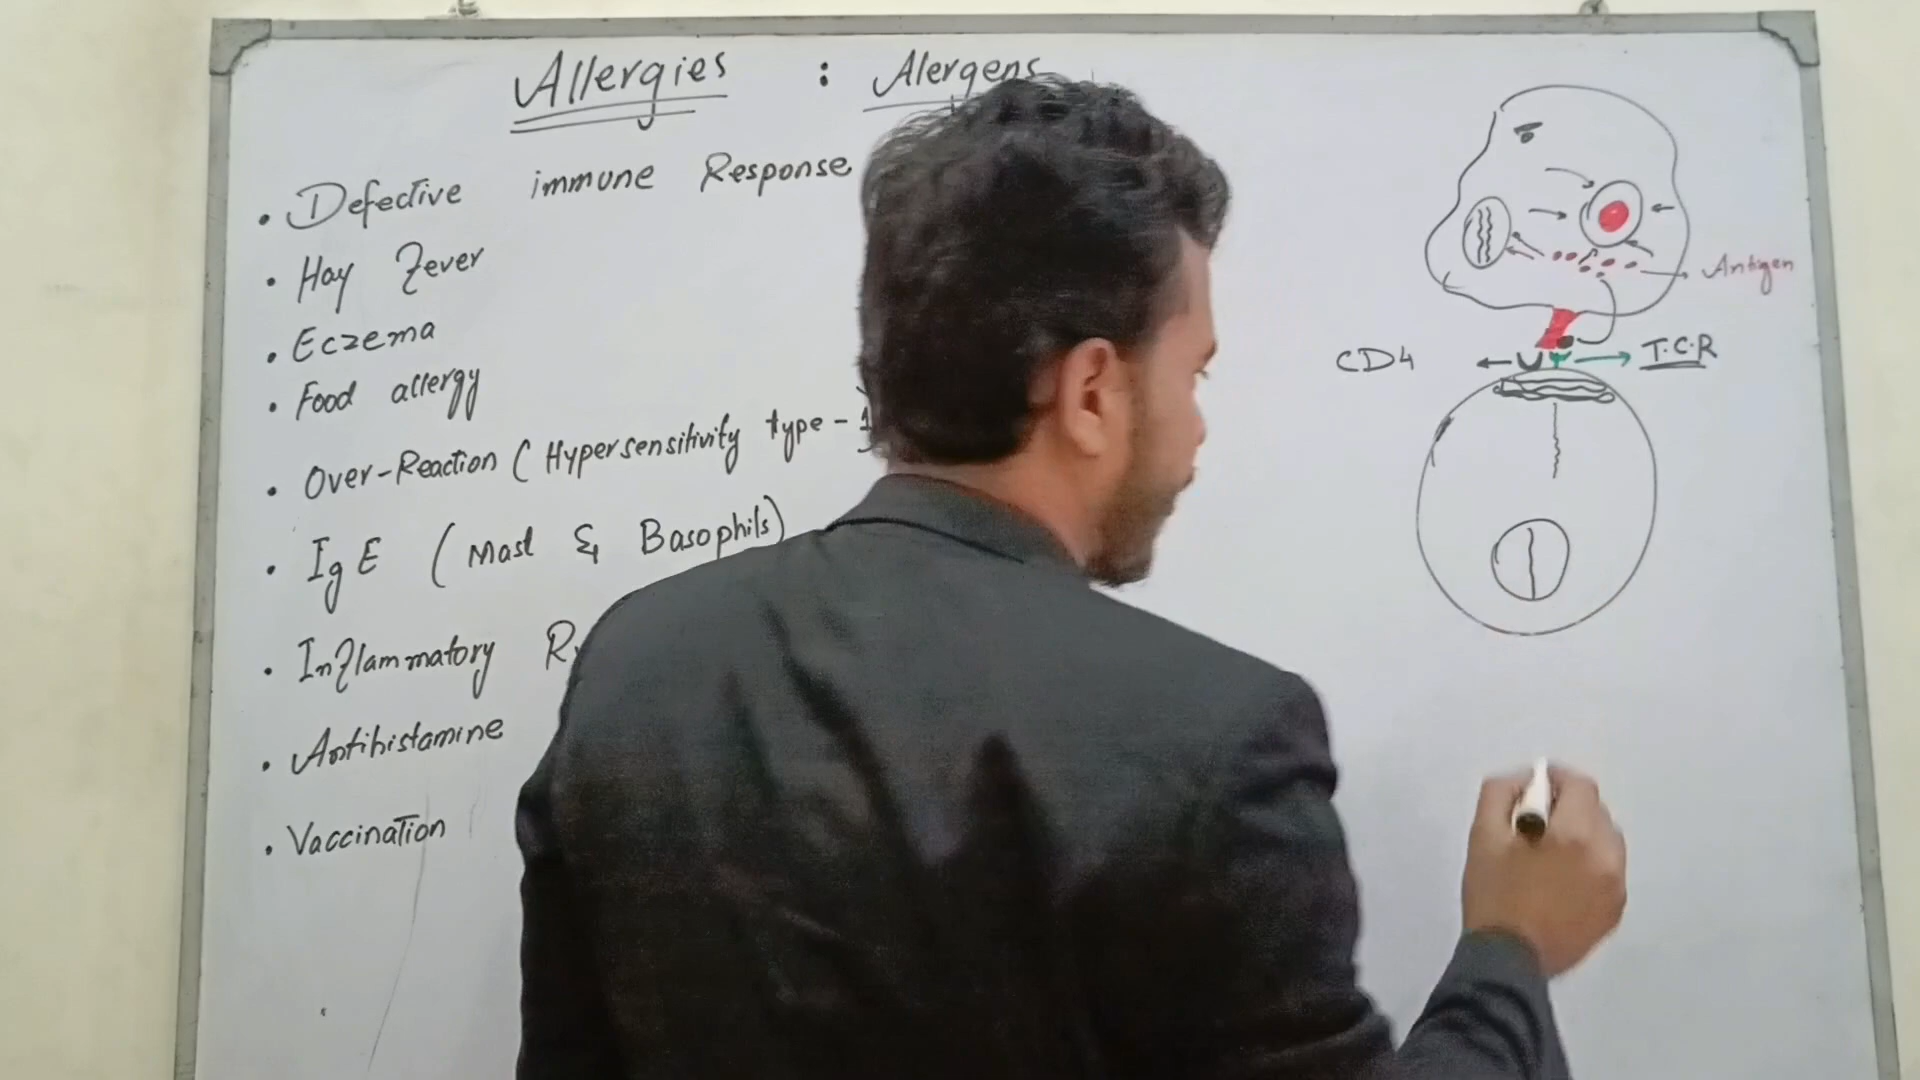 Allergies : Alergens
• Defective immune Response
• Hay Fever
• Eczema
• Food allergy
• Over-Reaction ( Hypersensitivity type - 1
• IgE ( Mast & Basophils)
• Inflammatory
• Antihistamine
• Vaccination
Antigen
CD4
T.C.R